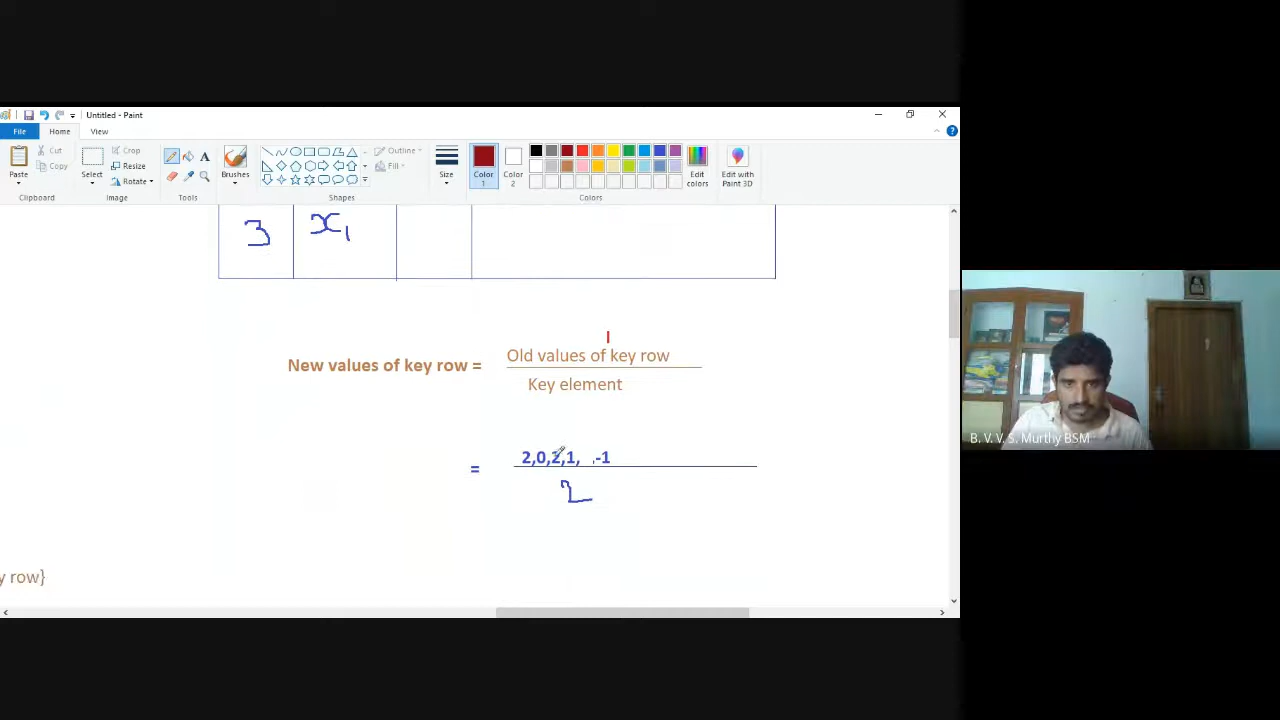 Untitled - Paint
File Home View
Cut
Copy
Paste
Clipboard
Select
Crop
Resize
Rotate
Image
A
Tools
Brushes
Outline
Fill
Shapes
Size
Color 1
Color 2
Edit colors
Colors
Edit with Paint 3D
3 x₁
New values of key row = Old values of key row
Key element
= 2,0,2,1, ,-1
2
y row}
B. V. V. S. Murthy BSM